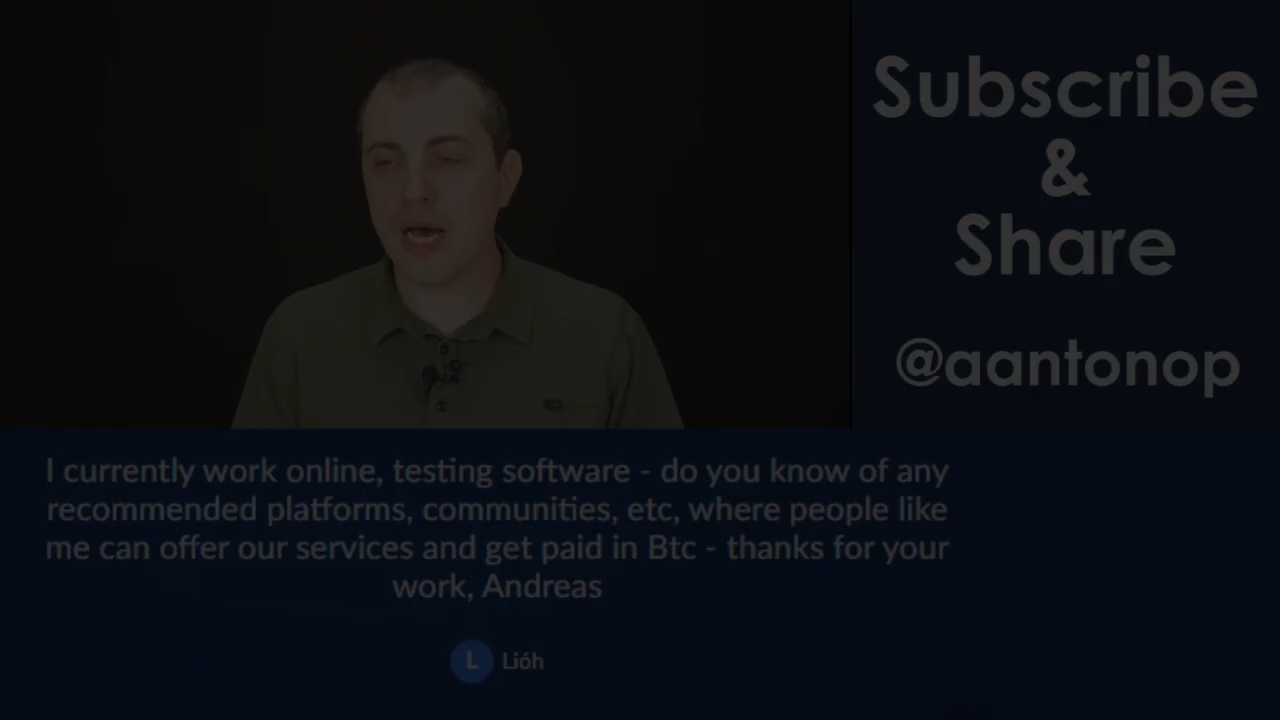 Subscribe
&
Share
@aantonop
I currently work online, testing software - do you know of any
recommended platforms, communities, etc, where people like
me can offer our services and get paid in Btc - thanks for your
work, Andreas
L Lióh